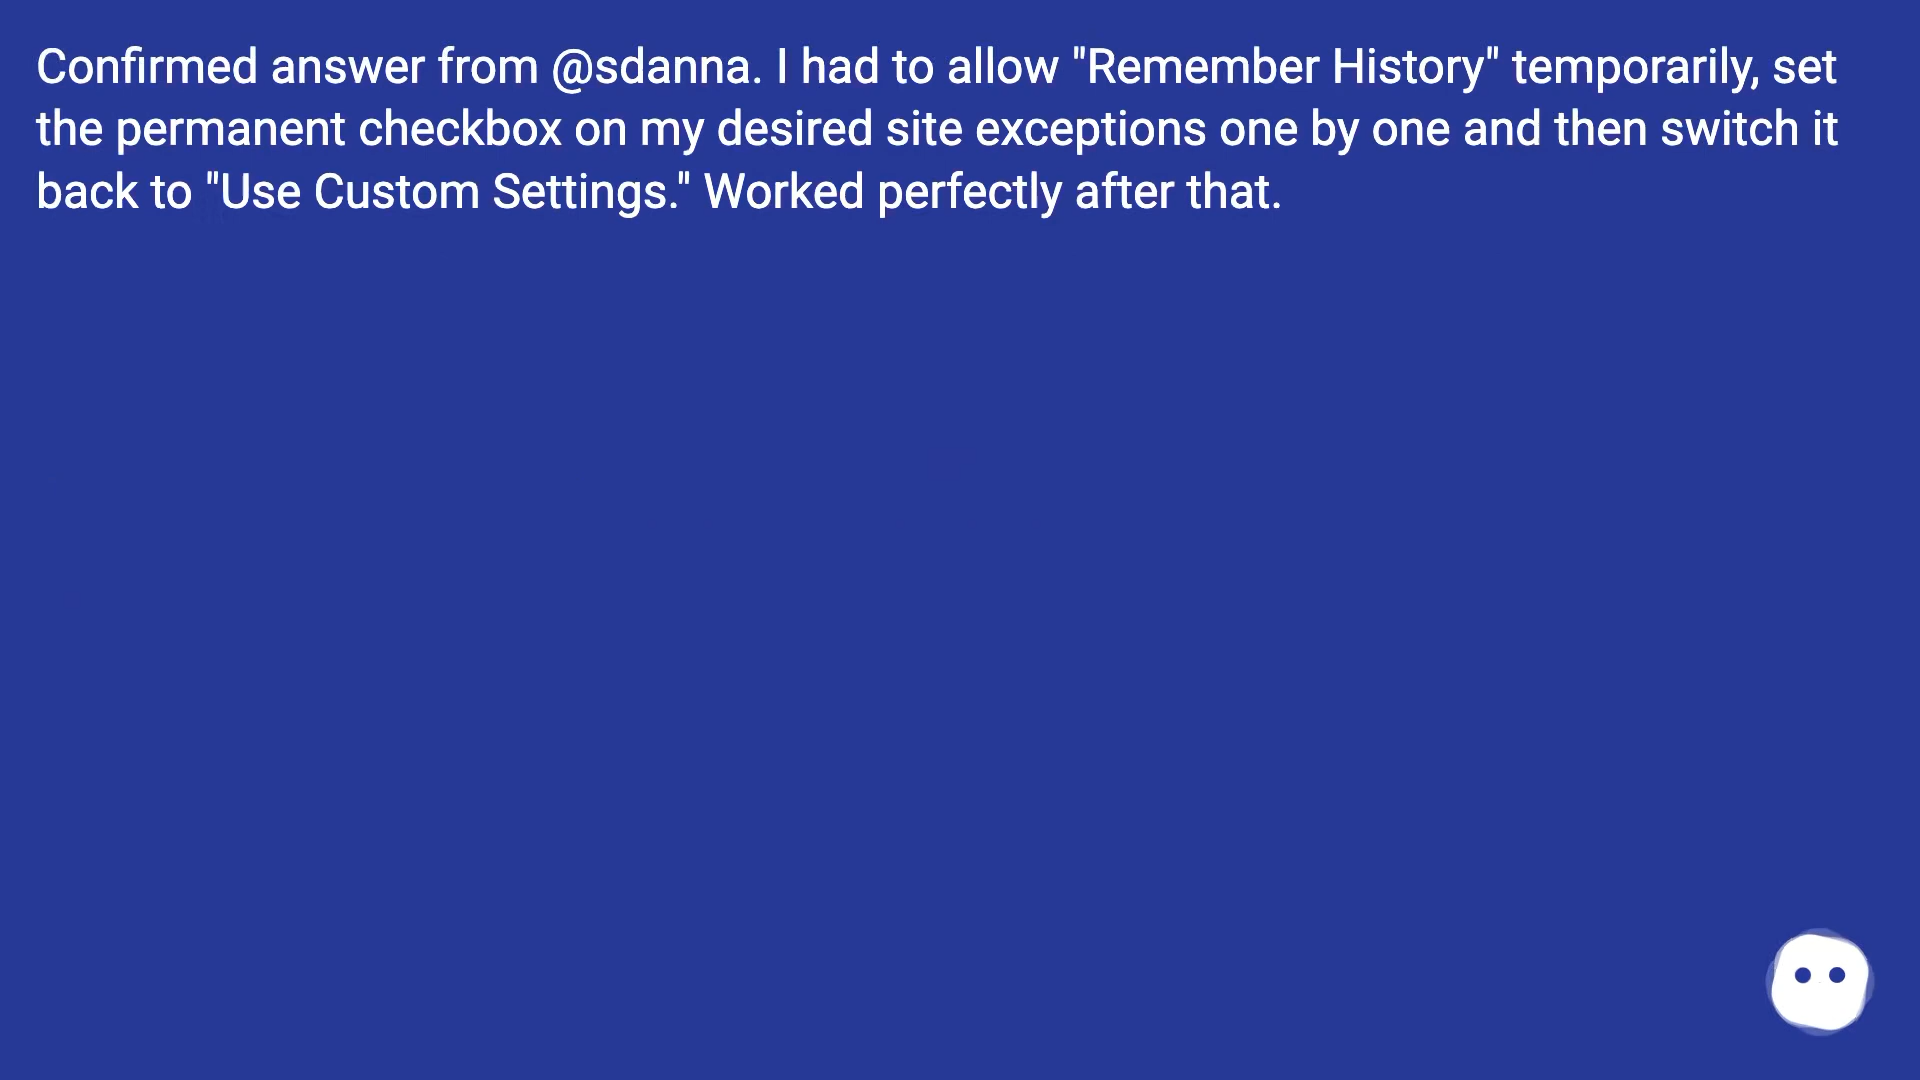 Confirmed answer from @sdanna. I had to allow "Remember History" temporarily, set
the permanent checkbox on my desired site exceptions one by one and then switch it
back to "Use Custom Settings." Worked perfectly after that.